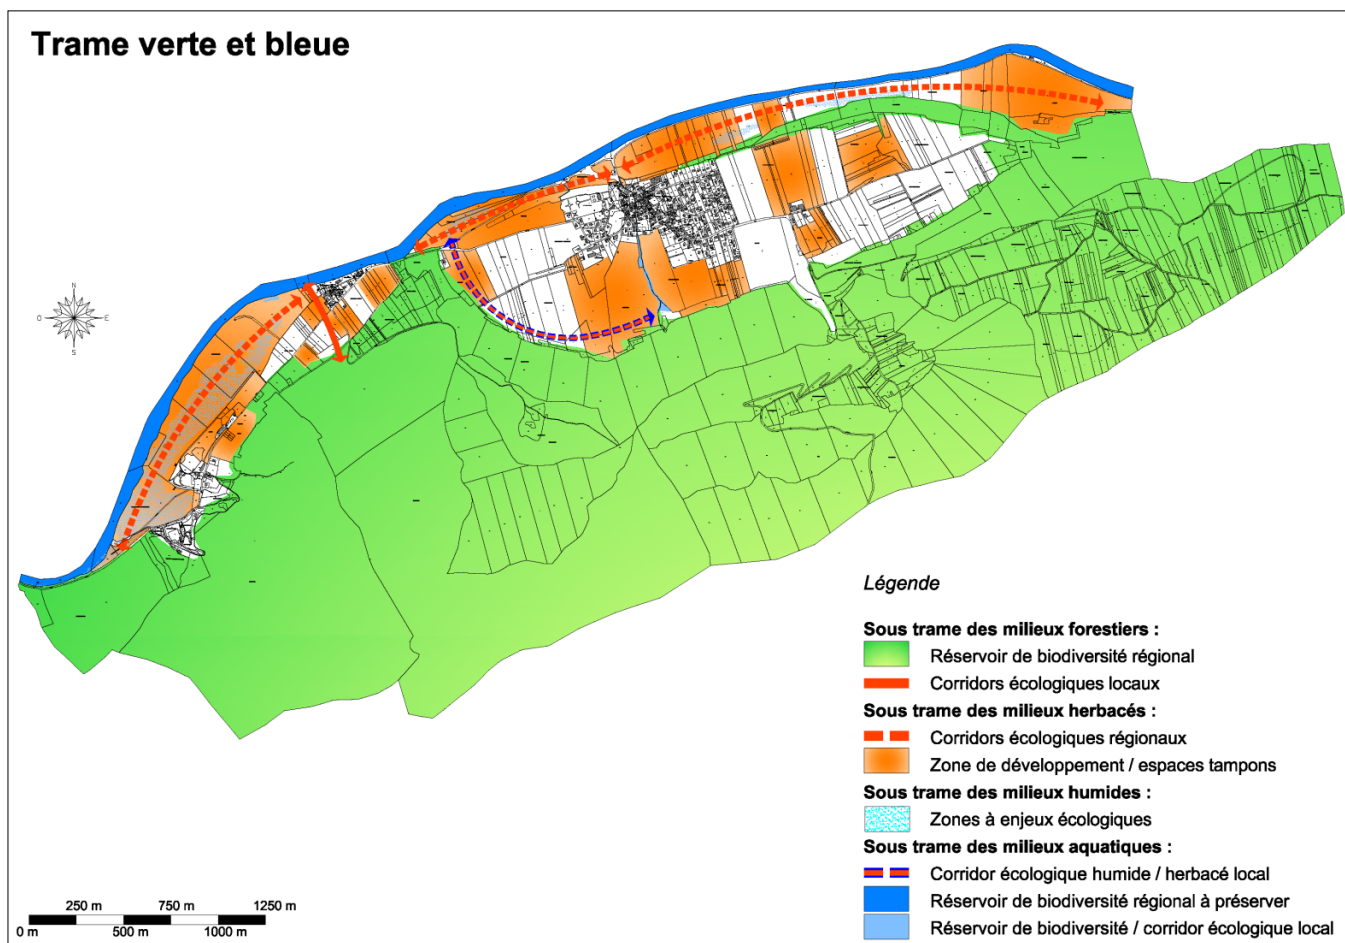 Trame verte et bleue
N
O
E
S
Légende
Sous trame des milieux forestiers :
Réservoir de biodiversité régional
Corridors écologiques locaux
Sous trame des milieux herbacés :
Corridors écologiques régionaux
Zone de développement / espaces tampons
Sous trame des milieux humides :
Zones à enjeux écologiques
Sous trame des milieux aquatiques :
Corridor écologique humide / herbacé local
Réservoir de biodiversité régional à préserver
Réservoir de biodiversité / corridor écologique local
250 m 750 m 1250 m
0 m 500 m 1000 m